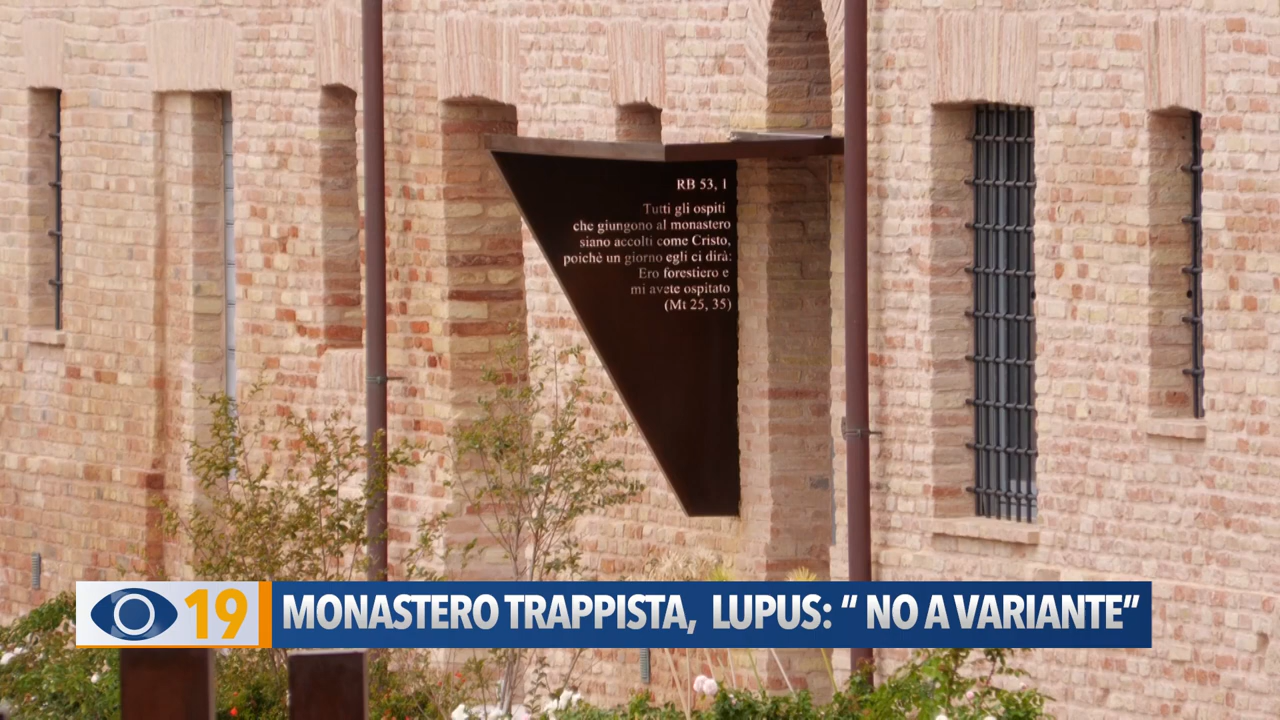 RB 53, 1
Tutti gli ospiti
che giungono al monastero
siano accolti come Cristo,
poichè un giorno egli ci dirà:
Ero forestiero e
mi avete ospitato
(Mt 25, 35)
19
MONASTERO TRAPPISTA, LUPUS: “ NO A VARIANTE”